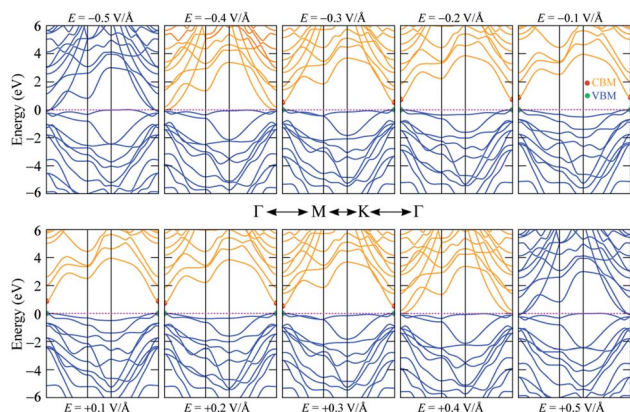 E = −0.5 V/Å E = −0.4 V/Å E = −0.3 V/Å E = −0.2 V/Å E = −0.1 V/Å
6
4
2
0
−2
−4
−6
Energy (eV)
CBM
VBM
Γ M K Γ
6
4
2
0
−2
−4
−6
Energy (eV)
E = +0.1 V/Å E = +0.2 V/Å E = +0.3 V/Å E = +0.4 V/Å E = +0.5 V/Å